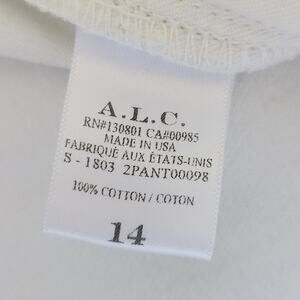 A.L.C.
RN#130801 CA#00985
MADE IN USA
FABRIQUÉ AUX ÉTATS-UNIS
S - 1803 2PANT00098
100% COTTON / COTON
14